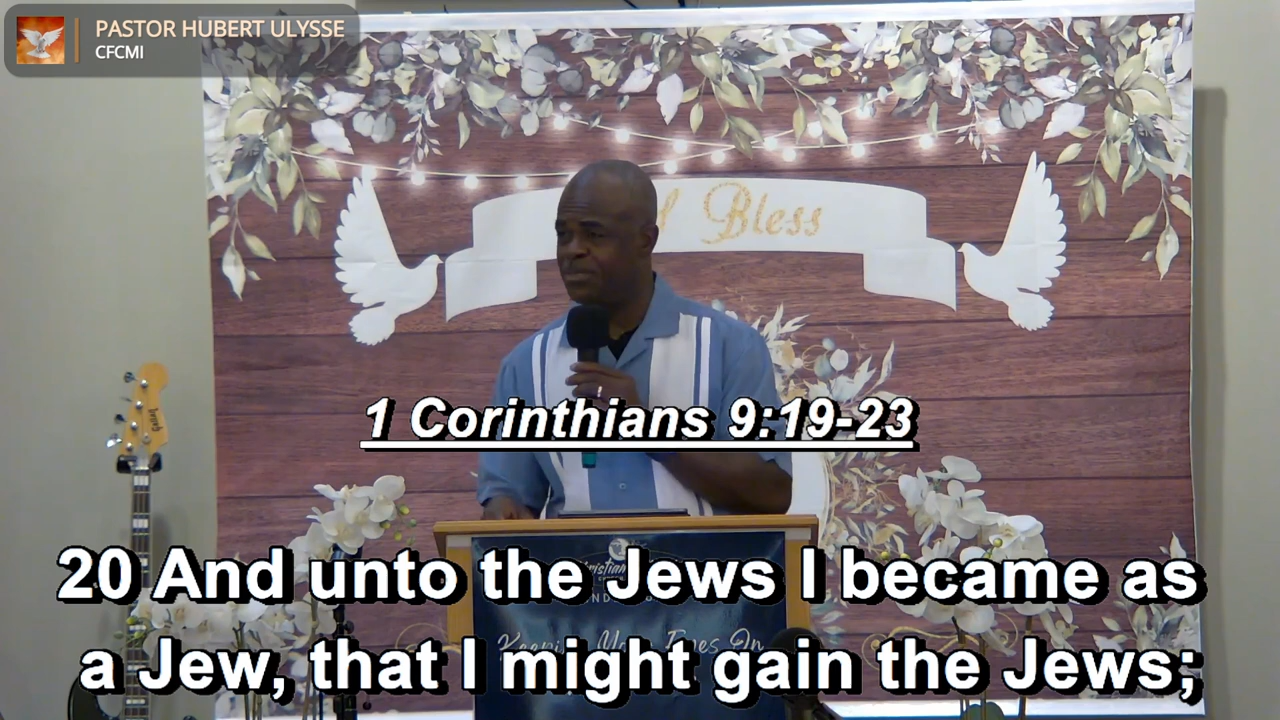 PASTOR HUBERT ULYSSE
CFCMI
Bless
1 Corinthians 9:19-23
20 And unto the Jews I became as
a Jew, that I might gain the Jews;